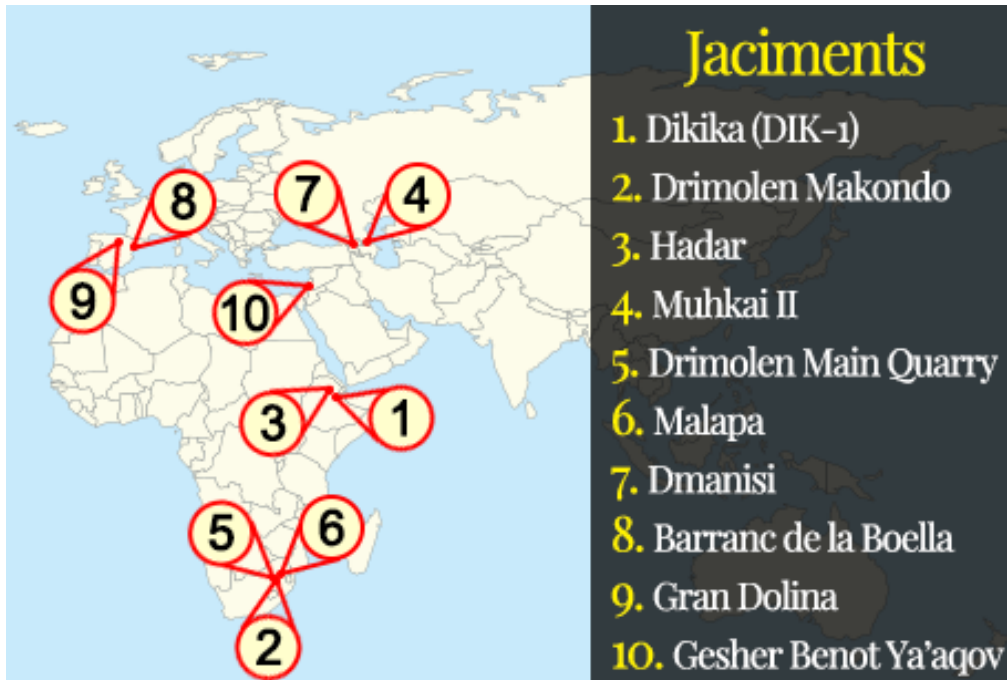 Jaciments
1. Dikika (DIK-1)
2. Drimolen Makondo
3. Hadar
4. Muhkai II
5. Drimolen Main Quarry
6. Malapa
7. Dmanisi
8. Barranc de la Boella
9. Gran Dolina
10. Gesher Benot Ya'aqov
8
7
4
9
10
3
1
5
6
2